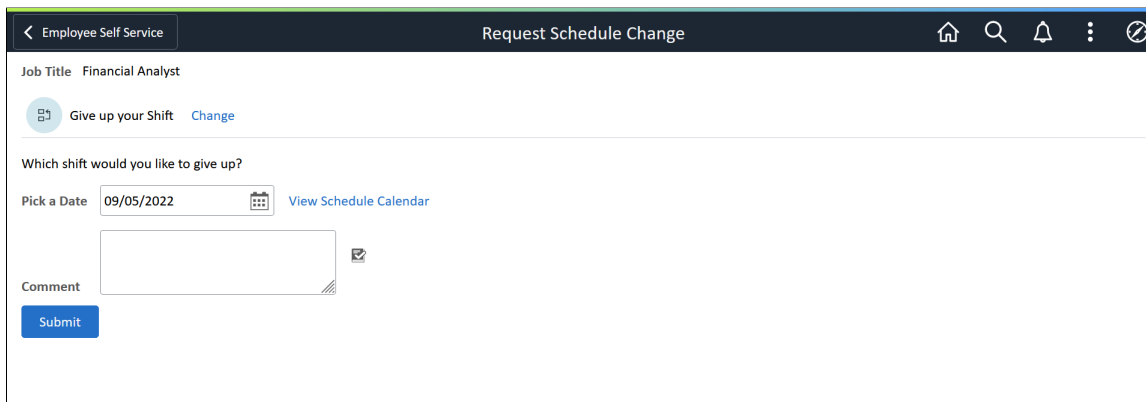 Employee Self Service
Request Schedule Change
Job Title Financial Analyst
Give up your Shift Change
Which shift would you like to give up?
Pick a Date 09/05/2022 View Schedule Calendar
Comment
Submit